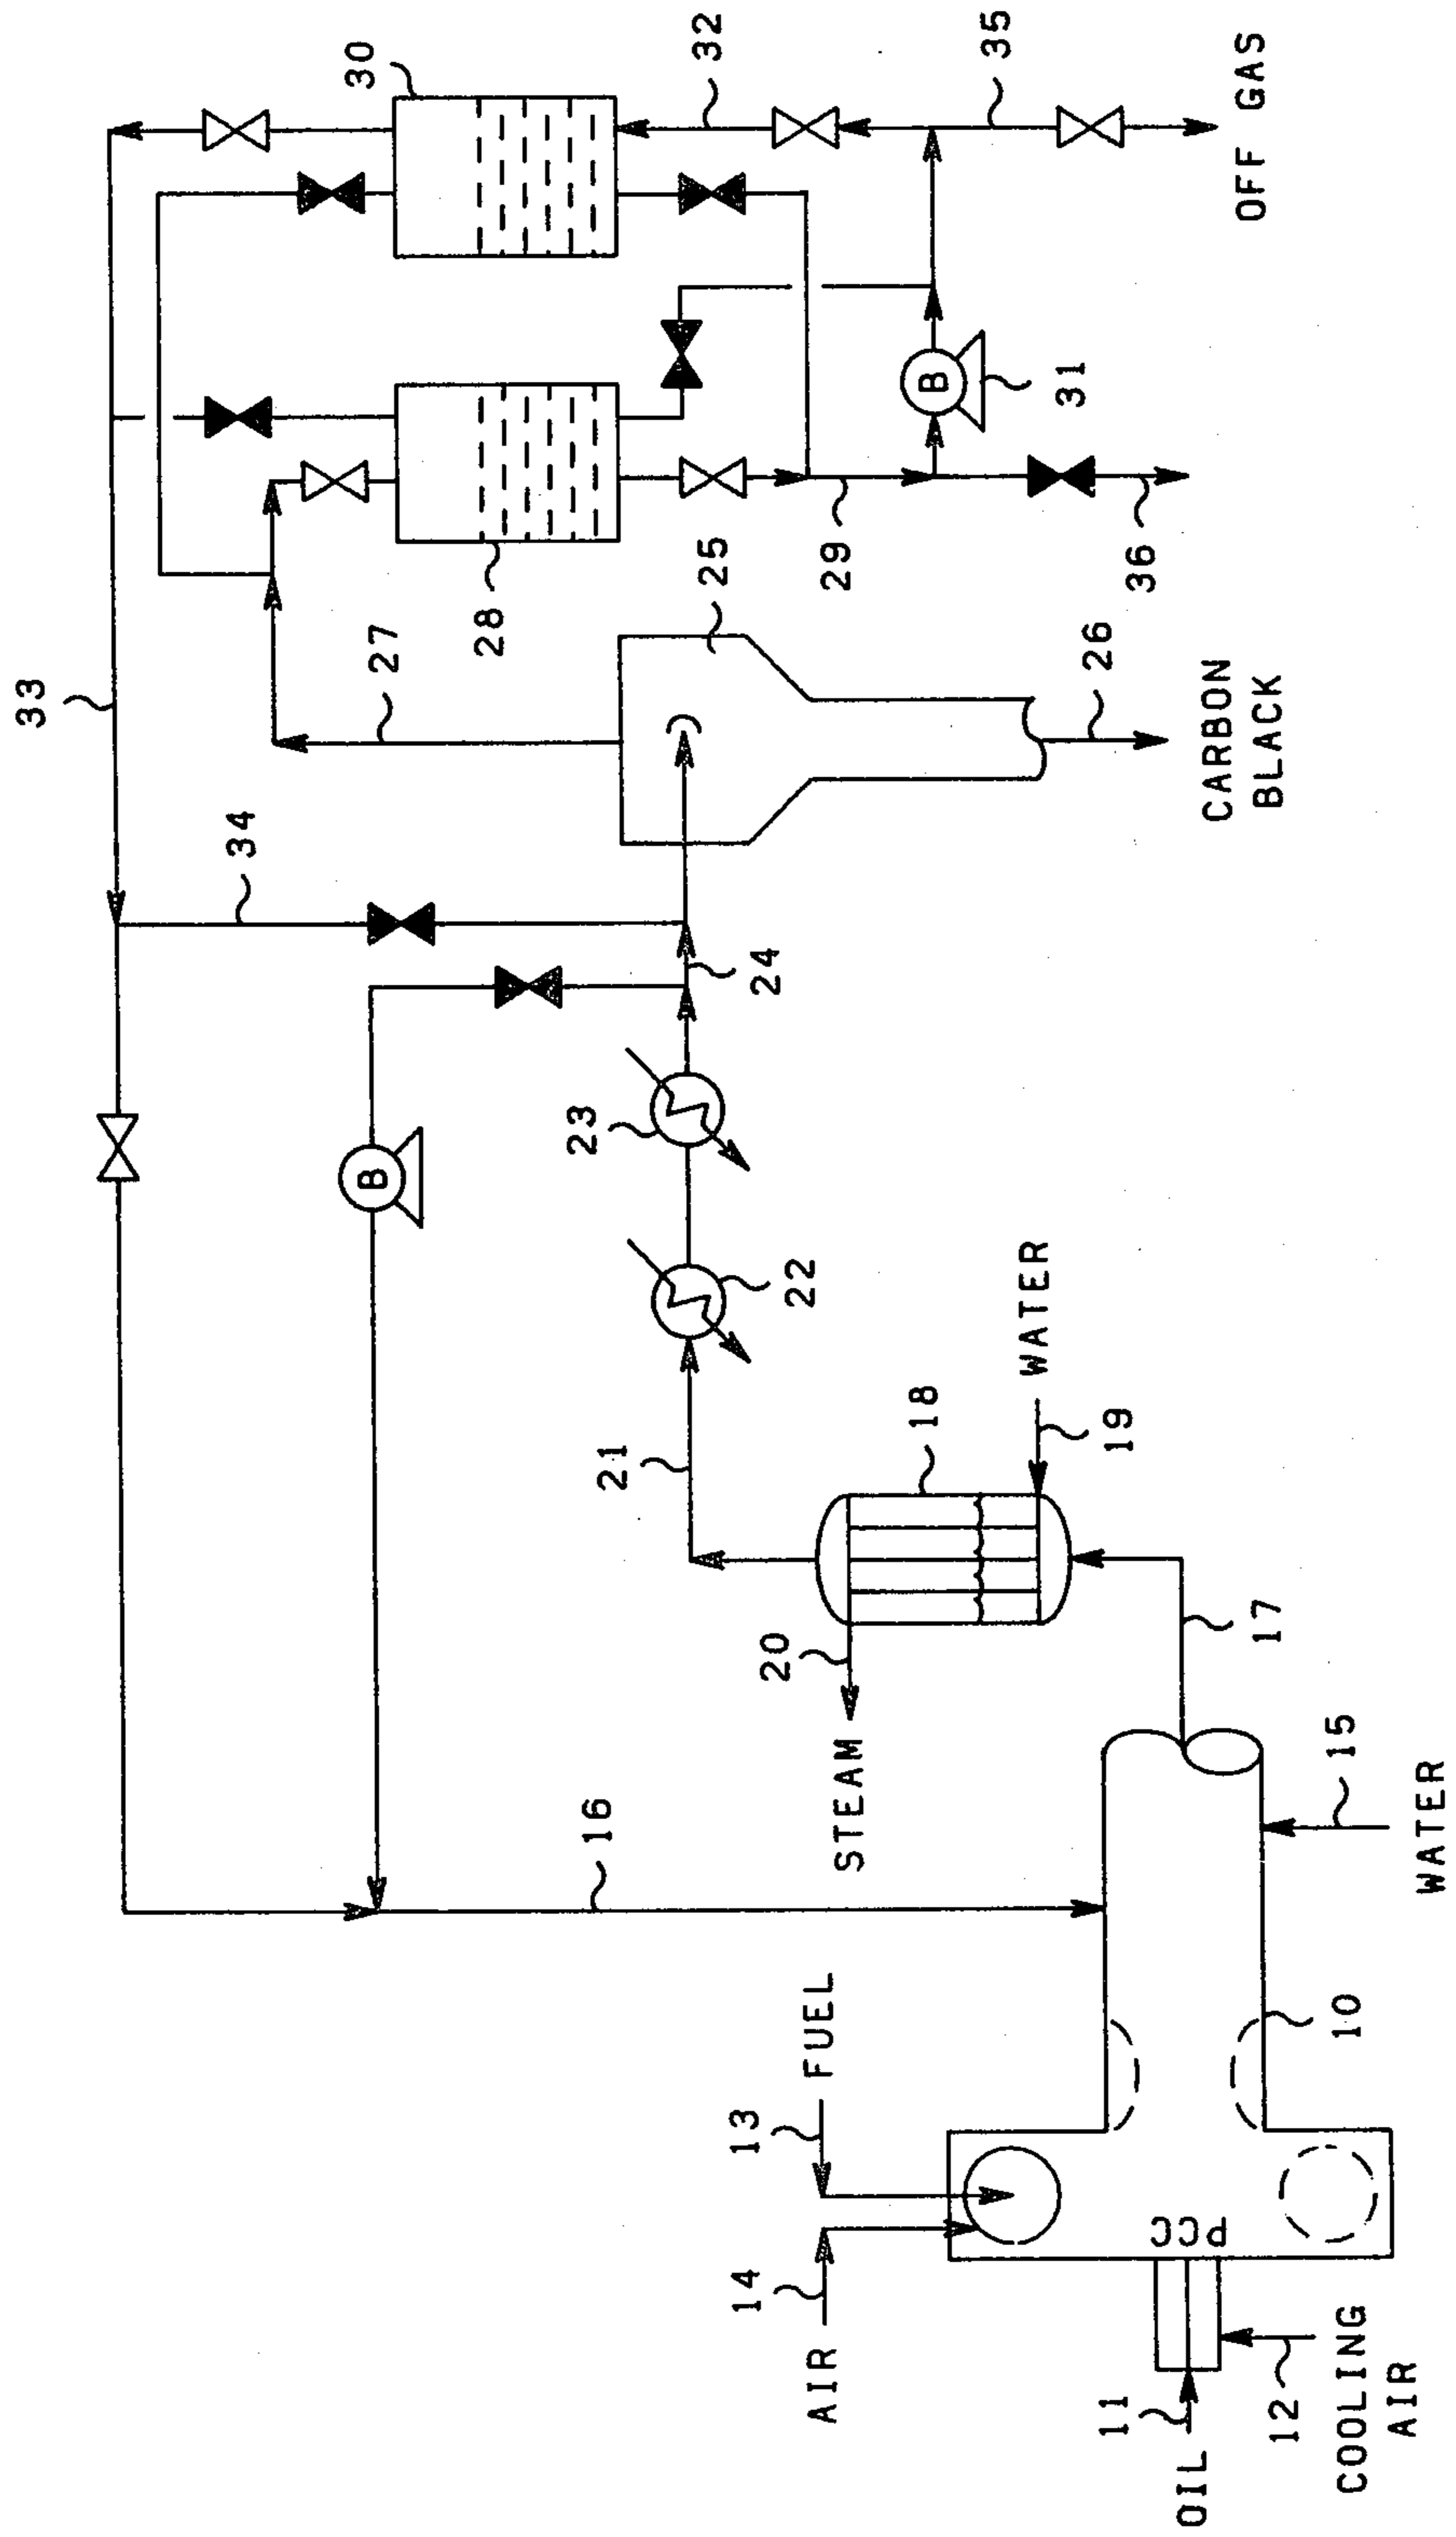 33
34
30
27
B
28
23
16
21
32
25
13
14
24
20
22
AIR
FUEL
29
STEAM
18
B
35
WATER
31
26
11
19
36
PCC
OIL
CARBON
BLACK
OFF GAS
17
12
10
15
COOLING
AIR
WATER